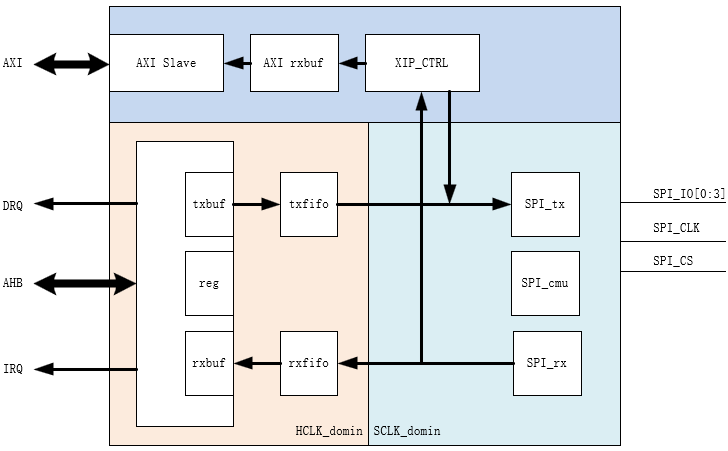 AXI
AXI Slave
AXI rxbuf
XIP_CTRL
DRQ
txbuf
txfifo
SPI_tx
SPI_IO[0:3]
SPI_CLK
SPI_CS
AHB
reg
SPI_cmu
IRQ
rxbuf
rxfifo
SPI_rx
HCLK_domin
SCLK_domin